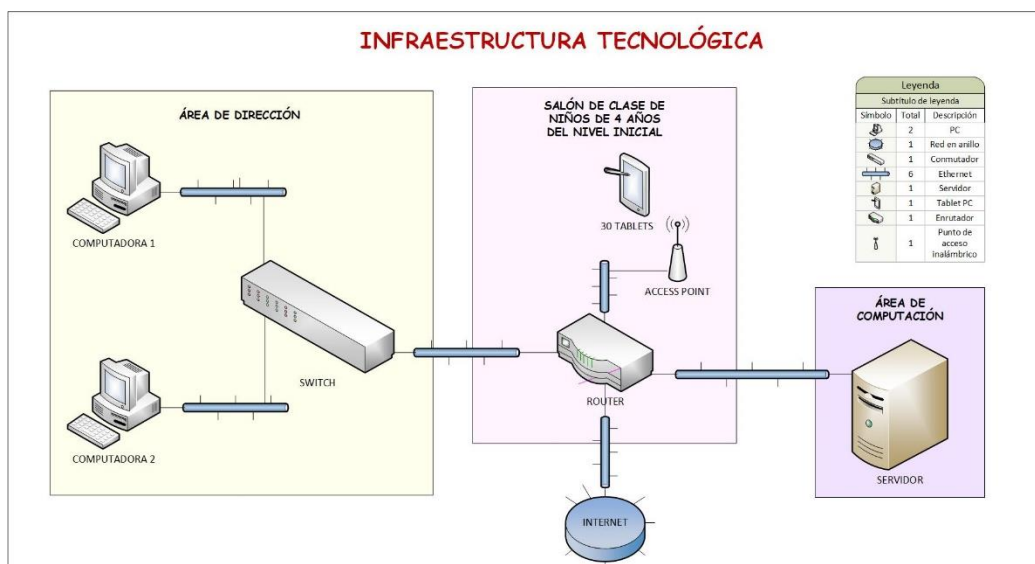 INFRAESTRUCTURA TECNOLÓGICA
ÁREA DE DIRECCIÓN
COMPUTADORA 1
SWITCH
COMPUTADORA 2
SALÓN DE CLASE DE
NIÑOS DE 4 AÑOS
DEL NIVEL INICIAL
30 TABLETS
ACCESS POINT
ROUTER
INTERNET
Leyenda
Subtítulo de leyenda
Símbolo Total Descripción
2 PC
1 Red en anillo
1 Conmutador
6 Ethernet
1 Servidor
1 Tablet PC
1 Enrutador
1 Punto de
acceso
inalámbrico
ÁREA DE
COMPUTACIÓN
SERVIDOR